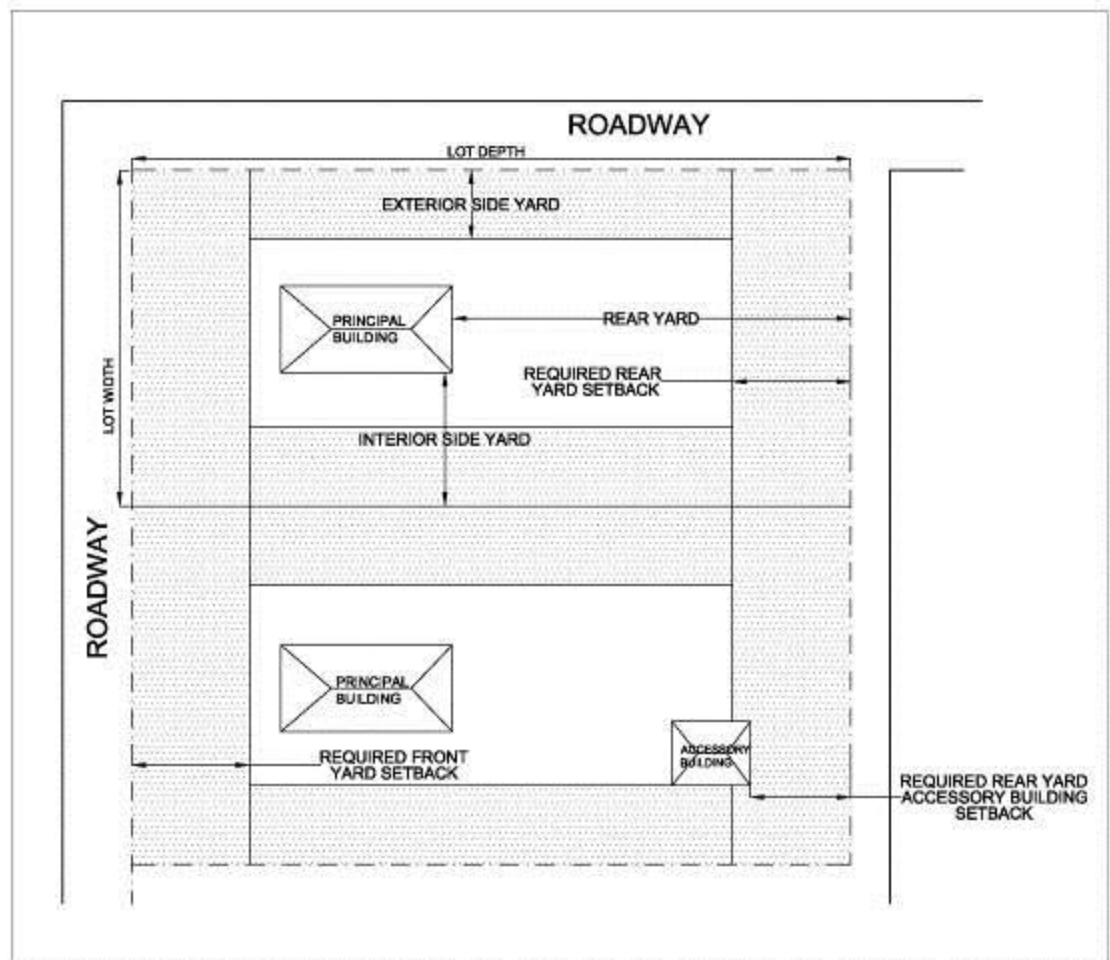 ROADWAY
LOT DEPTH
EXTERIOR SIDE YARD
PRINCIPAL
BUILDING
REAR YARD
REQUIRED REAR
YARD SETBACK
LOT WIDTH
INTERIOR SIDE YARD
ROADWAY
PRINCIPAL
BUILDING
ACCESSORY
BUILDING
REQUIRED FRONT
YARD SETBACK
REQUIRED REAR YARD
ACCESSORY BUILDING
SETBACK